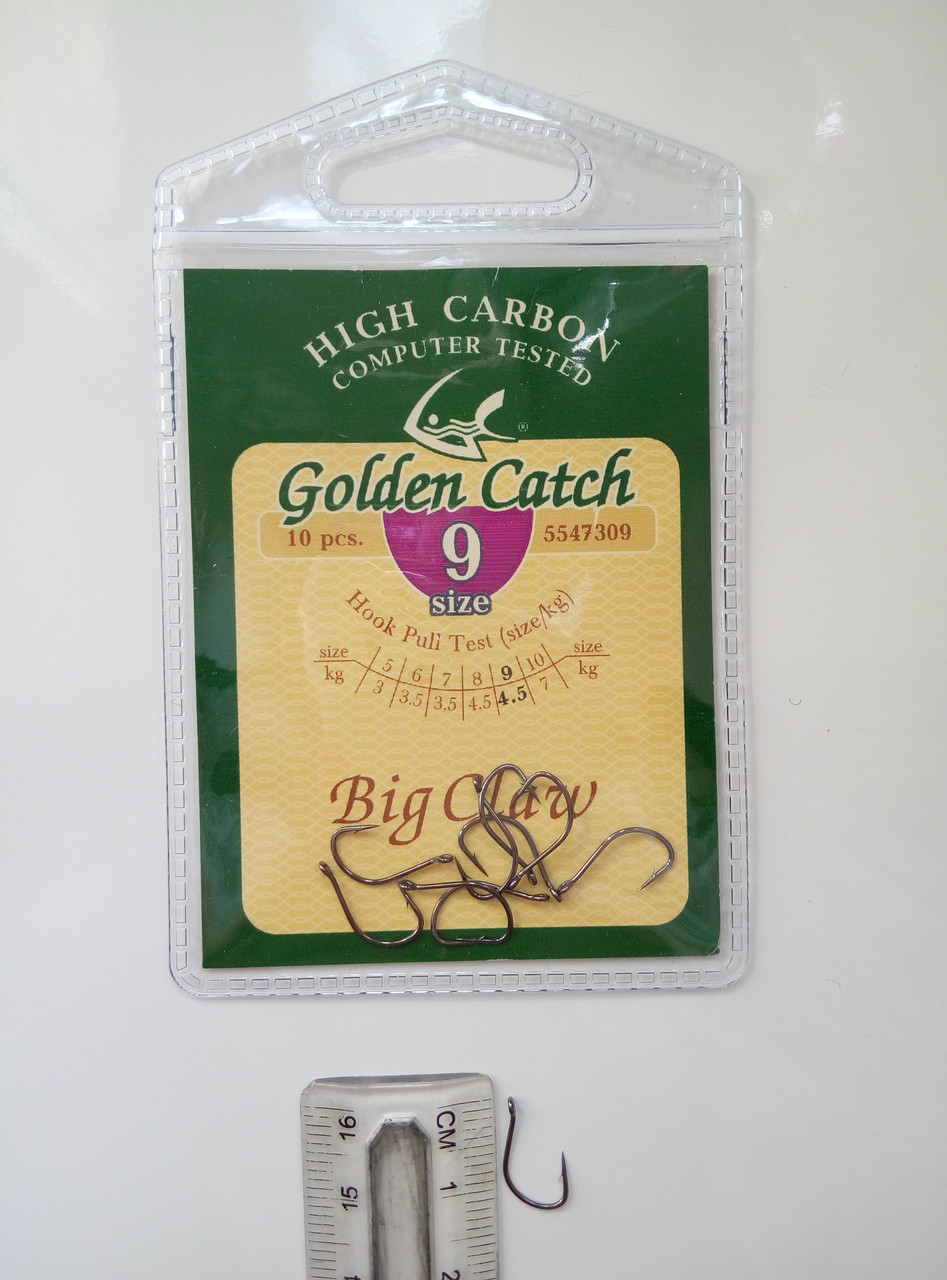 HIGH CARBON
COMPUTER TESTED
®
Golden Catch
10 pcs. 9 5547309
size
Hook Pull Test (size/kg)
size 5 6 7 8 9 10 size
kg 3 3.5 3.5 4.5 4.5 7 kg
Big Claw
16 CM
15 1
2